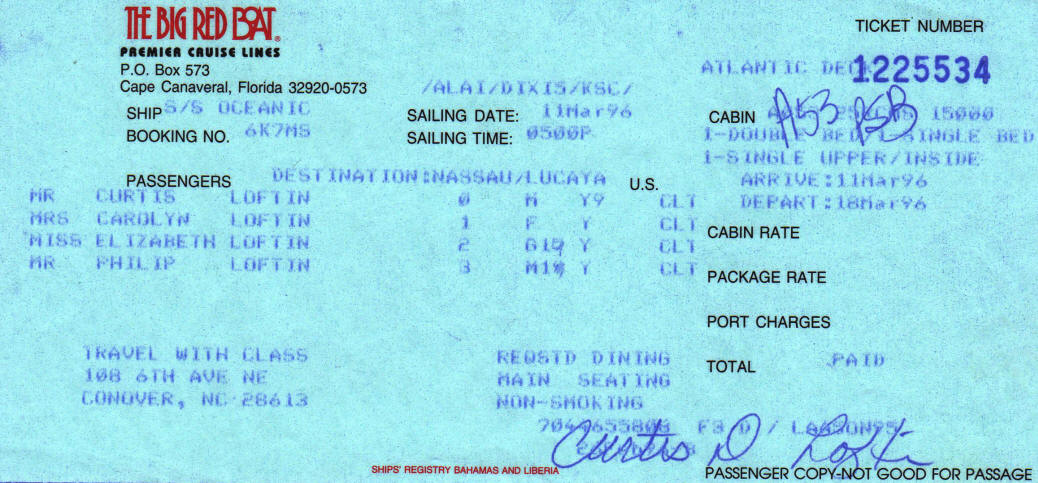 THE BIG RED BOAT®
PREMIER CRUISE LINES
P.O. Box 573
Cape Canaveral, Florida 32920-0573
TICKET NUMBER
ATLANTIC DECK 1225534
/ALAI/DIXIS/KSC/
SHIP S/S OCEANIC SAILING DATE: 11Mar96 CABIN A53 15000
BOOKING NO. 6K7MS SAILING TIME: 0500P 1-DOUBLE BED/1-SINGLE BED
1-SINGLE UPPER/INSIDE
PASSENGERS DESTINATION:NASSAU/LUCAYA U.S. ARRIVE:11Mar96
MR CURTIS LOFTIN 0 M Y9 CLT DEPART:18Mar96
MRS CAROLYN LOFTIN 1 F Y CLT
CABIN RATE
MISS ELIZABETH LOFTIN 2 Y CLT
MR PHILIP LOFTIN 3 Y CLT
PACKAGE RATE
PORT CHARGES
TRAVEL WITH CLASS REQSTD DINING TOTAL PAID
108 6TH AVE NE MAIN SEATING
CONOVER, NC 28613 NON-SMOKING
7044655808 F3 D /
Curtis D Loftin
SHIPS' REGISTRY BAHAMAS AND LIBERIA
PASSENGER COPY-NOT GOOD FOR PASSAGE